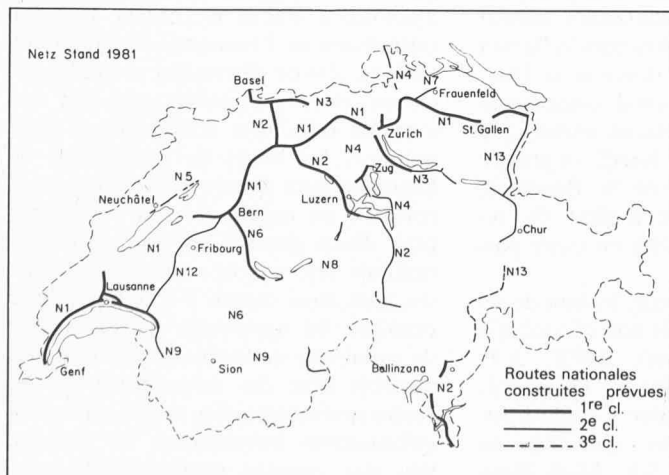 Netz Stand 1981
Basel
N3
N4
N7
Frauenfeld
N2
N1
N1
Zurich
N1
St. Gallen
N4
N3
N13
N2
Zug
N5
N1
Luzern
N4
Neuchâtel
Bern
N6
Chur
N1
Fribourg
N8
N2
N12
N13
Lausanne
N1
N6
N9
Sion
N9
Genf
Bellinzona
N2
Routes nationales
construites prévues
1re cl.
2e cl.
3e cl.